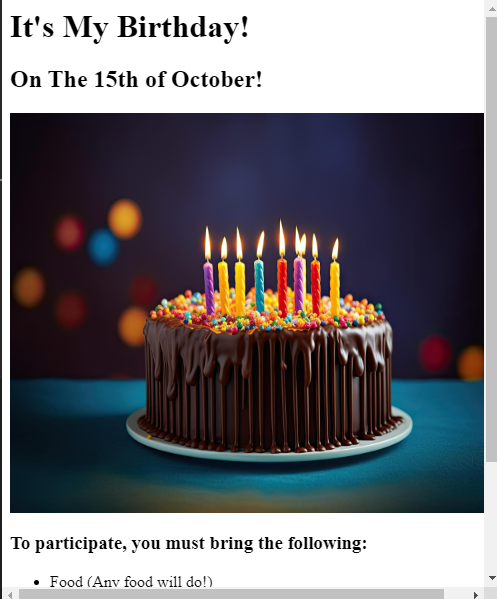 It's My Birthday!
On The 15th of October!
To participate, you must bring the following:
Food (Any food will do!)